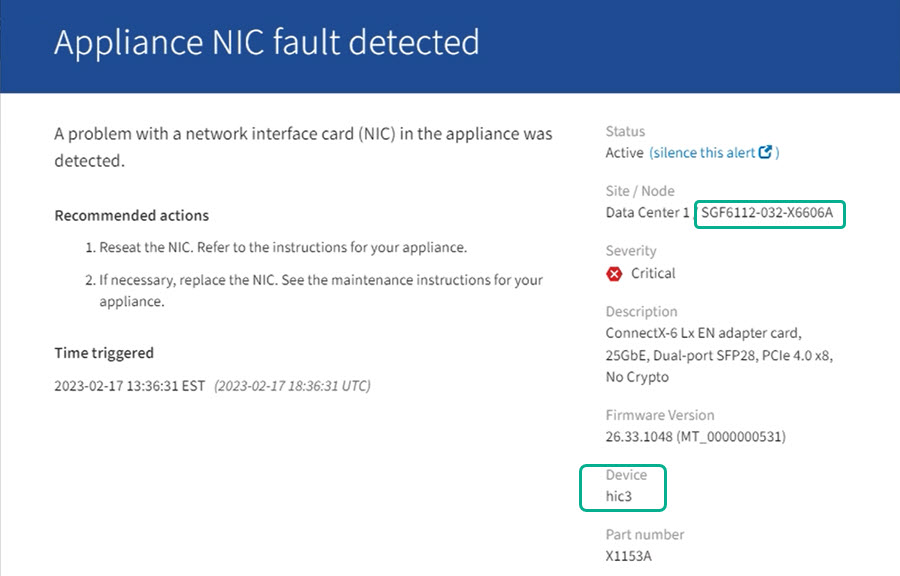 Appliance NIC fault detected
A problem with a network interface card (NIC) in the appliance was
detected.
Recommended actions
1. Reseat the NIC. Refer to the instructions for your appliance.
2. If necessary, replace the NIC. See the maintenance instructions for your
appliance.
Time triggered
2023-02-17 13:36:31 EST (2023-02-17 18:36:31 UTC)
Status
Active (silence this alert )
Site / Node
Data Center 1 / SGF6112-032-X6606A
Severity
Critical
Description
ConnectX-6 Lx EN adapter card,
25GbE, Dual-port SFP28, PCIe 4.0 x8,
No Crypto
Firmware Version
26.33.1048 (MT_0000000531)
Device
hic3
Part number
X1153A